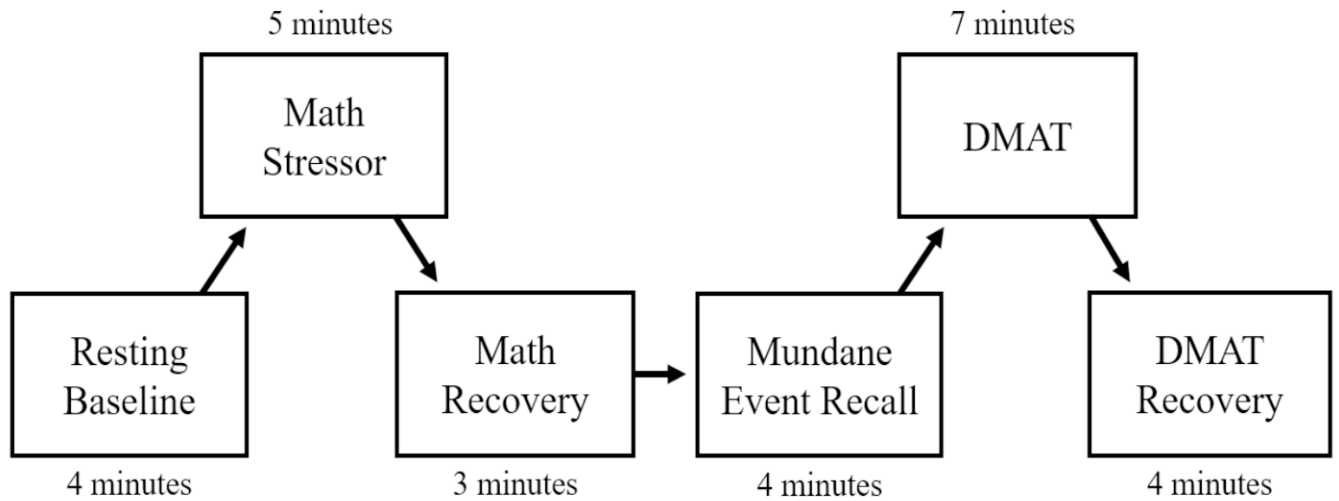 5 minutes
7 minutes
Math
Stressor
DMAT
Resting
Baseline
Math
Recovery
Mundane
Event Recall
DMAT
Recovery
4 minutes
3 minutes
4 minutes
4 minutes